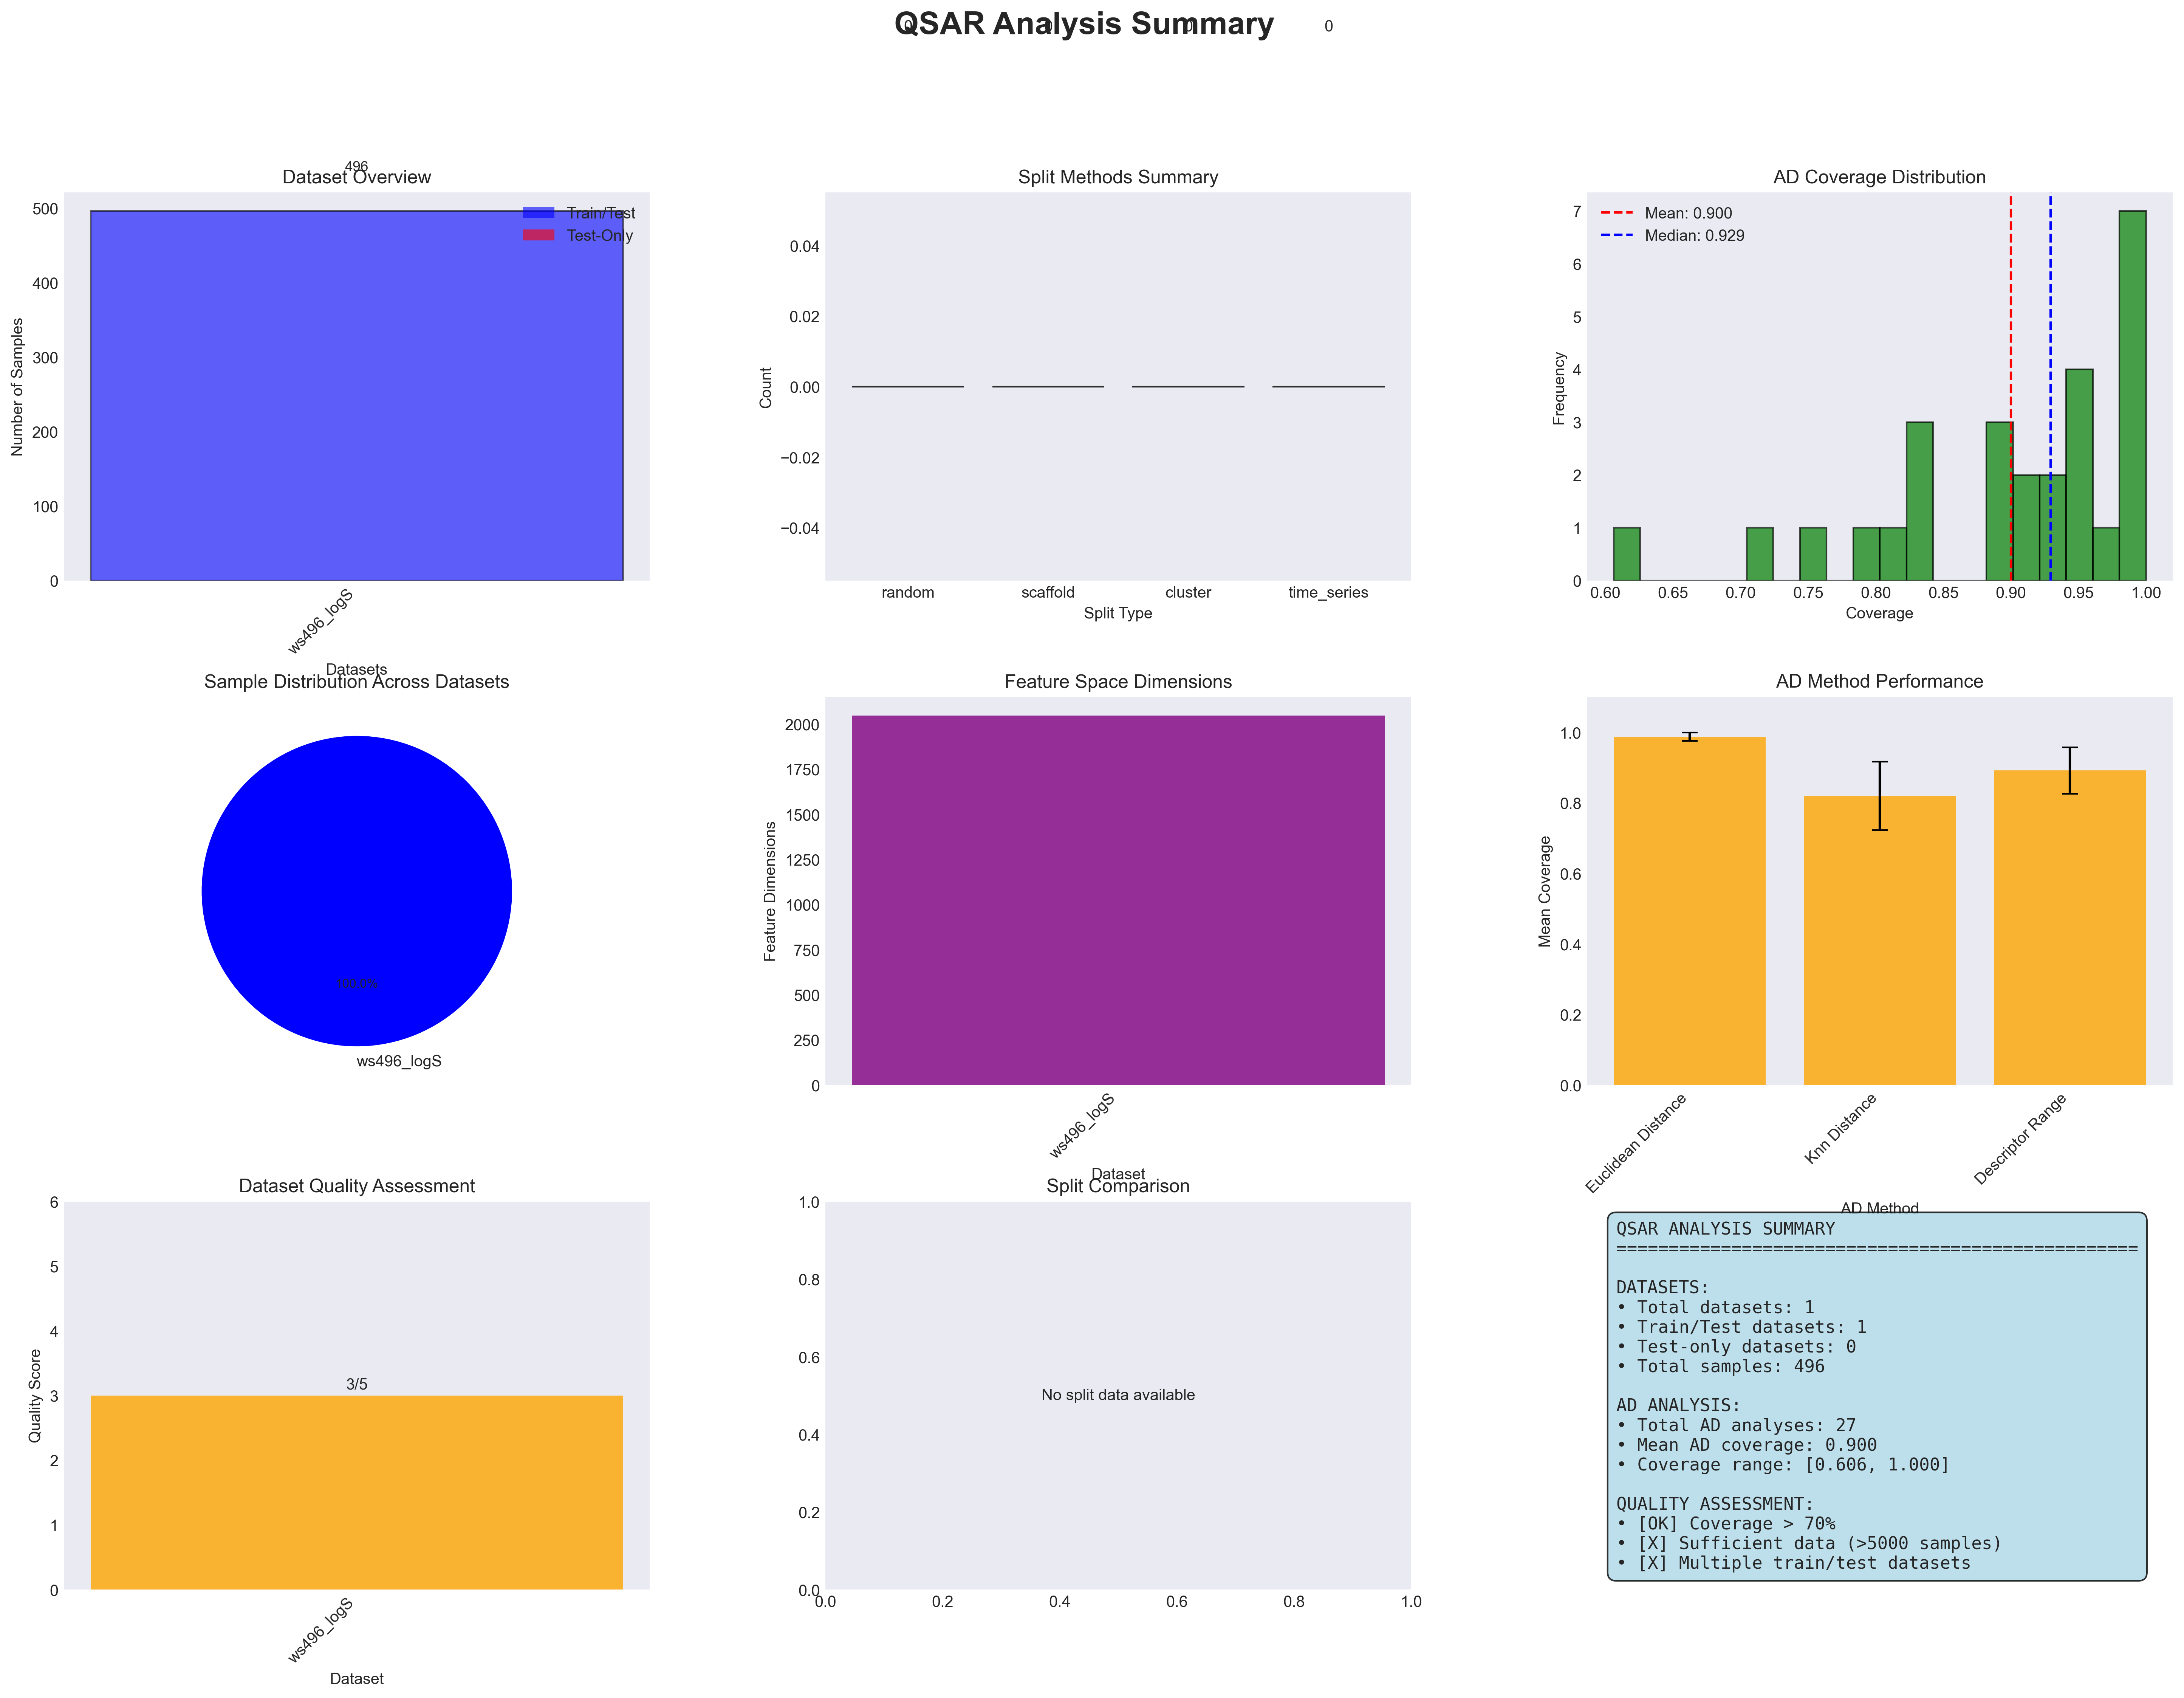 QSAR Analysis Summary
0 0 0 0
Dataset Overview
496
Train/Test
Test-Only
Number of Samples
500
400
300
200
100
0
ws496_logS
Datasets
Split Methods Summary
Count
0.04
0.02
0.00
−0.02
−0.04
random scaffold cluster time_series
Split Type
AD Coverage Distribution
Mean: 0.900
Median: 0.929
Frequency
7
6
5
4
3
2
1
0
0.60 0.65 0.70 0.75 0.80 0.85 0.90 0.95 1.00
Coverage
Sample Distribution Across Datasets
100.0%
ws496_logS
Feature Space Dimensions
Feature Dimensions
2000
1750
1500
1250
1000
750
500
250
0
ws496_logS
Dataset
AD Method Performance
Mean Coverage
1.0
0.8
0.6
0.4
0.2
0.0
Euclidean Distance
Knn Distance
Descriptor Range
AD Method
Dataset Quality Assessment
Quality Score
6
5
4
3
2
1
0
3/5
ws496_logS
Dataset
Split Comparison
1.0
0.8
0.6
0.4
0.2
0.0
No split data available
0.0 0.2 0.4 0.6 0.8 1.0
QSAR ANALYSIS SUMMARY
==================================================
DATASETS:
• Total datasets: 1
• Train/Test datasets: 1
• Test-only datasets: 0
• Total samples: 496
AD ANALYSIS:
• Total AD analyses: 27
• Mean AD coverage: 0.900
• Coverage range: [0.606, 1.000]
QUALITY ASSESSMENT:
• [OK] Coverage > 70%
• [X] Sufficient data (>5000 samples)
• [X] Multiple train/test datasets